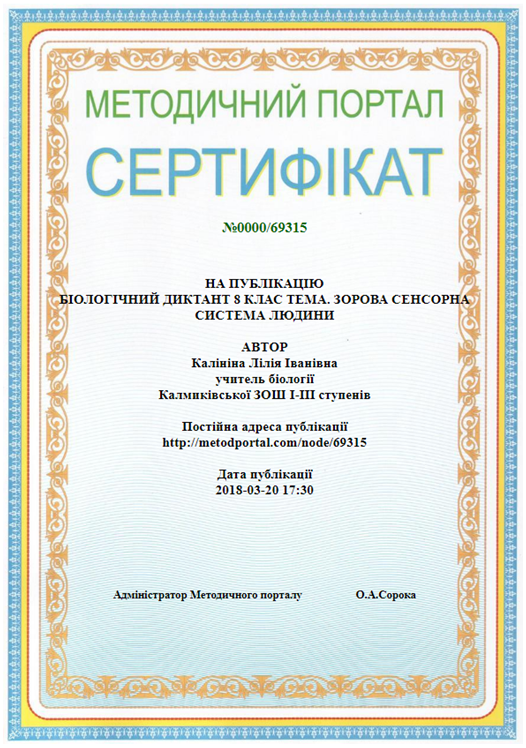 МЕТОДИЧНИЙ ПОРТАЛ
СЕРТИФІКАТ
№0000/69315
НА ПУБЛІКАЦІЮ
БІОЛОГІЧНИЙ ДИКТАНТ 8 КЛАС ТЕМА. ЗОРОВА СЕНСОРНА
СИСТЕМА ЛЮДИНИ
АВТОР
Калініна Лілія Іванівна
учитель біології
Калмиківської ЗОШ І-ІІІ ступенів
Постійна адреса публікації
http://metodportal.com/node/69315
Дата публікації
2018-03-20 17:30
Адміністратор Методичного порталу О.А.Сорока